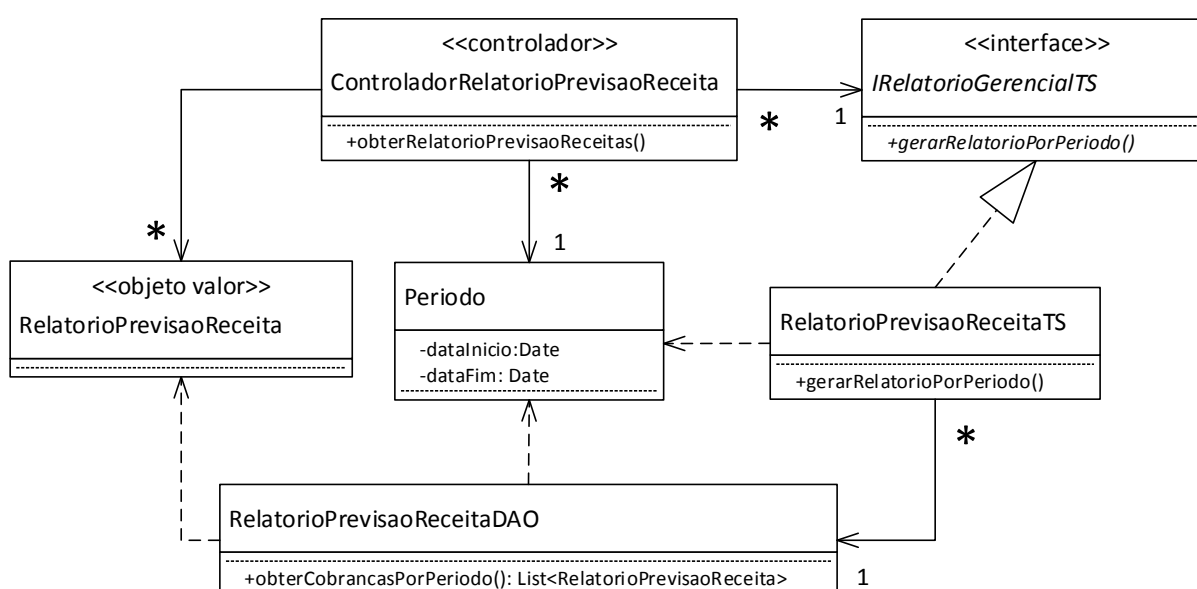 <<controlador>>
ControladorRelatorioPrevisaoReceita
+obterRelatorioPrevisaoReceitas()
<<interface>>
IRelatorioGerencialTS
+gerarRelatorioPorPeriodo()
*
1
*
1
*
<<objeto valor>>
RelatorioPrevisaoReceita
Periodo
-dataInicio:Date
-dataFim: Date
RelatorioPrevisaoReceitaTS
+gerarRelatorioPorPeriodo()
*
1
RelatorioPrevisaoReceitaDAO
+obterCobrancasPorPeriodo(): List<RelatorioPrevisaoReceita>